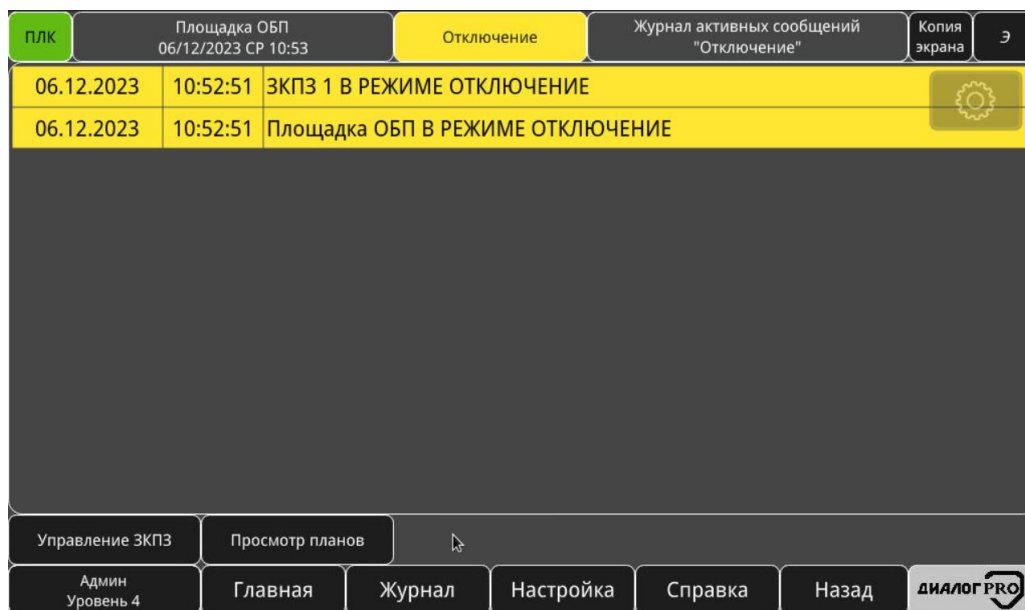 ПЛК
Площадка ОБП
06/12/2023 СР 10:53
Отключение
Журнал активных сообщений
"Отключение"
Копия
экрана
Э
06.12.2023 10:52:51 ЗКПЗ 1 В РЕЖИМЕ ОТКЛЮЧЕНИЕ
06.12.2023 10:52:51 Площадка ОБП В РЕЖИМЕ ОТКЛЮЧЕНИЕ
Управление ЗКПЗ
Просмотр планов
Админ
Уровень 4
Главная
Журнал
Настройка
Справка
Назад
ДИАЛОГ PRO